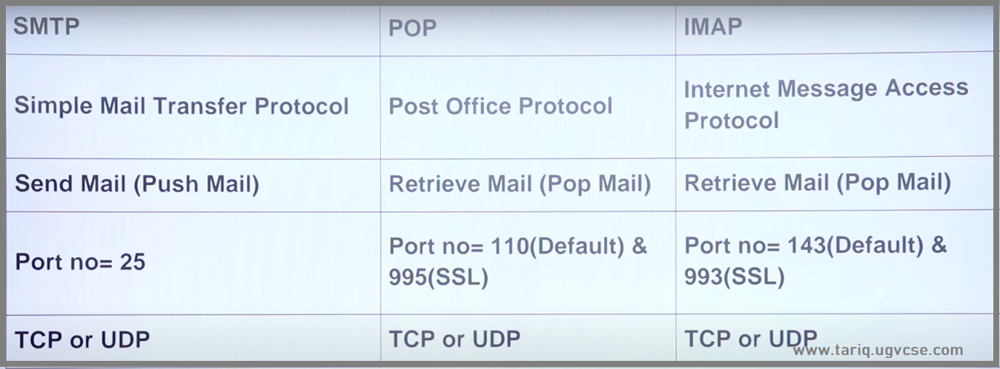 SMTP
POP
IMAP
Simple Mail Transfer Protocol
Post Office Protocol
Internet Message Access
Protocol
Send Mail (Push Mail)
Retrieve Mail (Pop Mail)
Retrieve Mail (Pop Mail)
Port no= 25
Port no= 110(Default) &
995(SSL)
Port no= 143(Default) &
993(SSL)
TCP or UDP
TCP or UDP
TCP or UDP
www.tariq.ugvcse.com